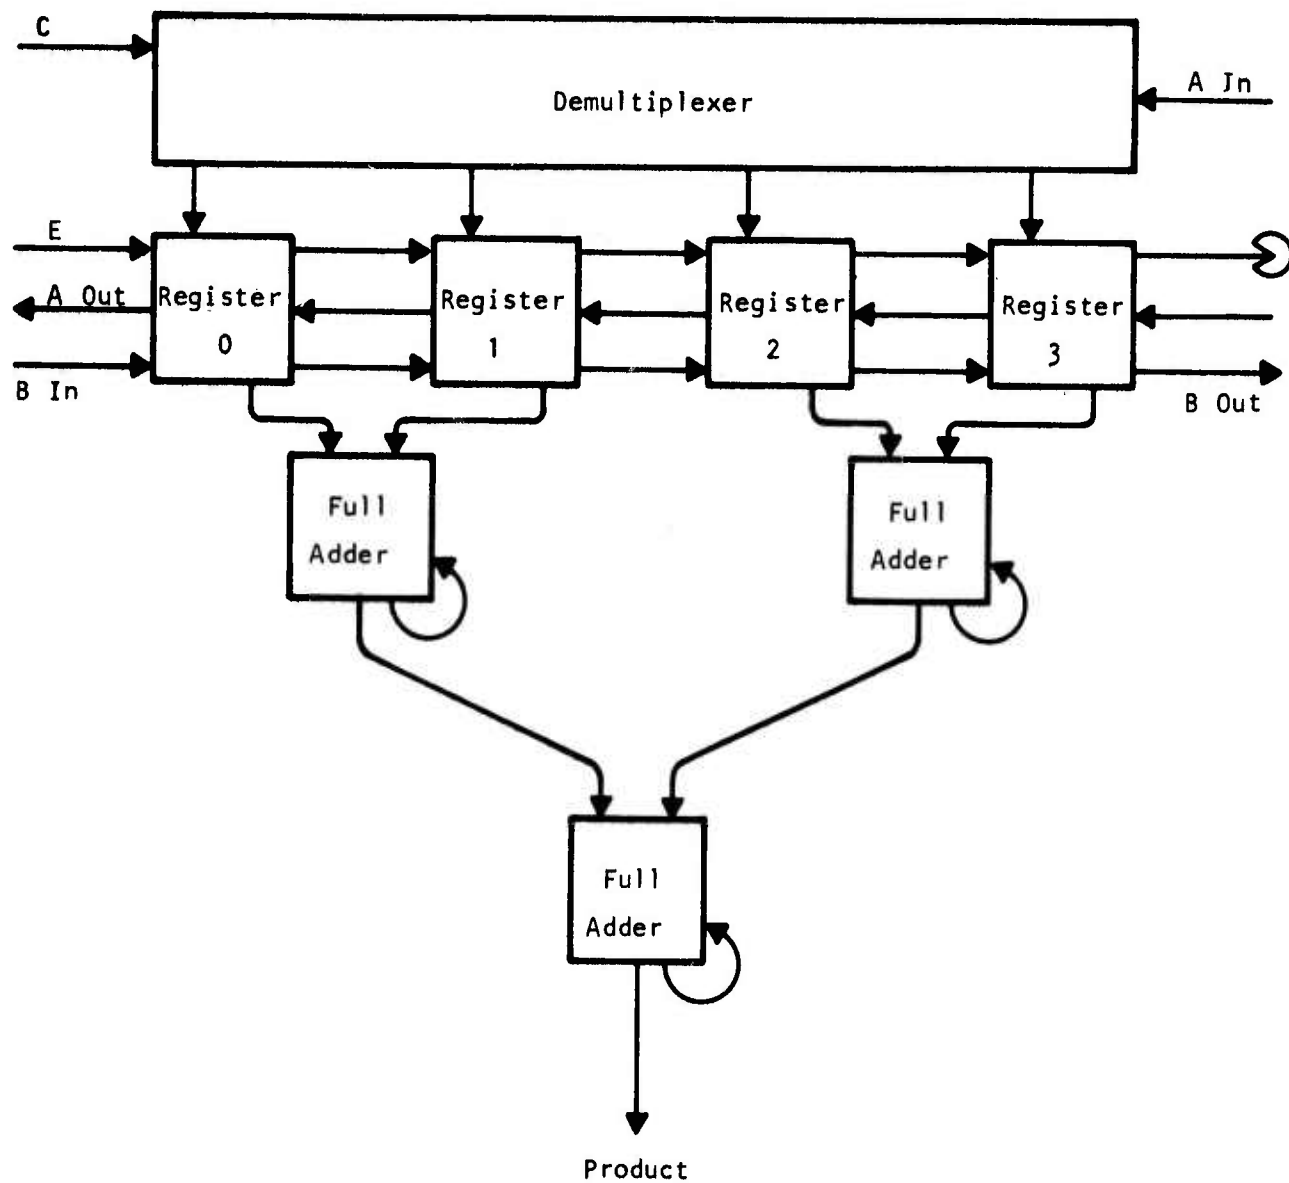 C
Demultiplexer
A Jn
E
A Out
B In
Register
0
Register
1
Register
2
Register
3
B Out
Full
Adder
Full
Adder
Full
Adder
Product